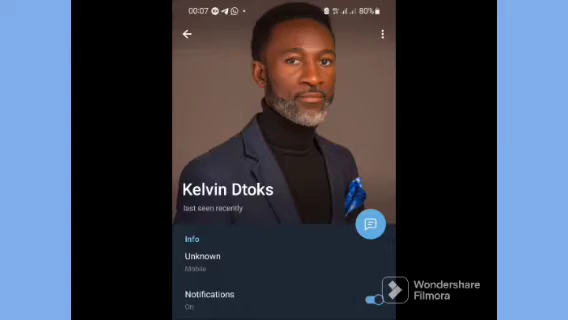 00:07 80%
Kelvin Dtoks
last seen recently
Info
Unknown
Mobile
Notifications
On
Wondershare
Filmora